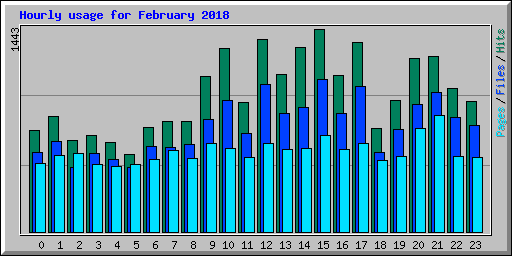 Hourly usage for February 2018
1443
Pages/Files/Hits
0 1 2 3 4 5 6 7 8 9 10 11 12 13 14 15 16 17 18 19 20 21 22 23